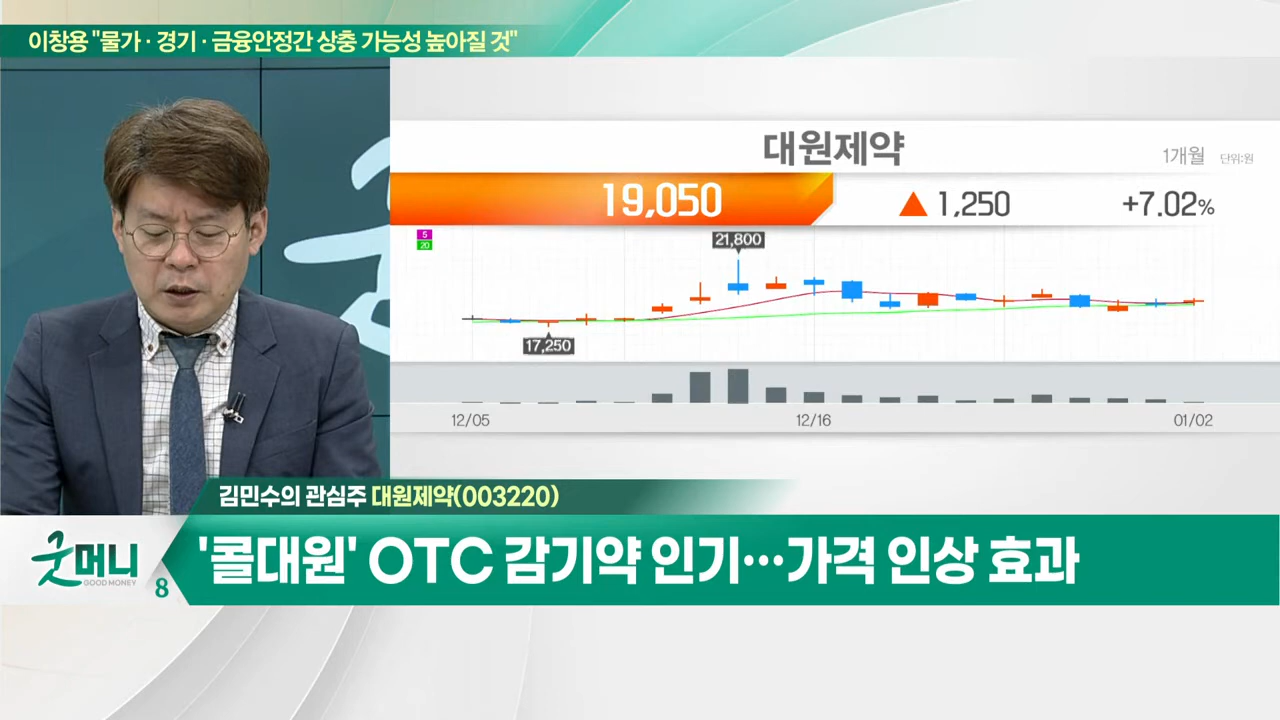 이창용 "물가·경기·금융안정간 상충 가능성 높아질 것"
대원제약
1개월 단위:원
19,050 ▲ 1,250 +7.02%
5
20
21,800
17,250
12/05 12/16 01/02
김민수의 관심주 대원제약(003220)
'콜대원' OTC 감기약 인기…가격 인상 효과
굿머니
GOOD MONEY
8